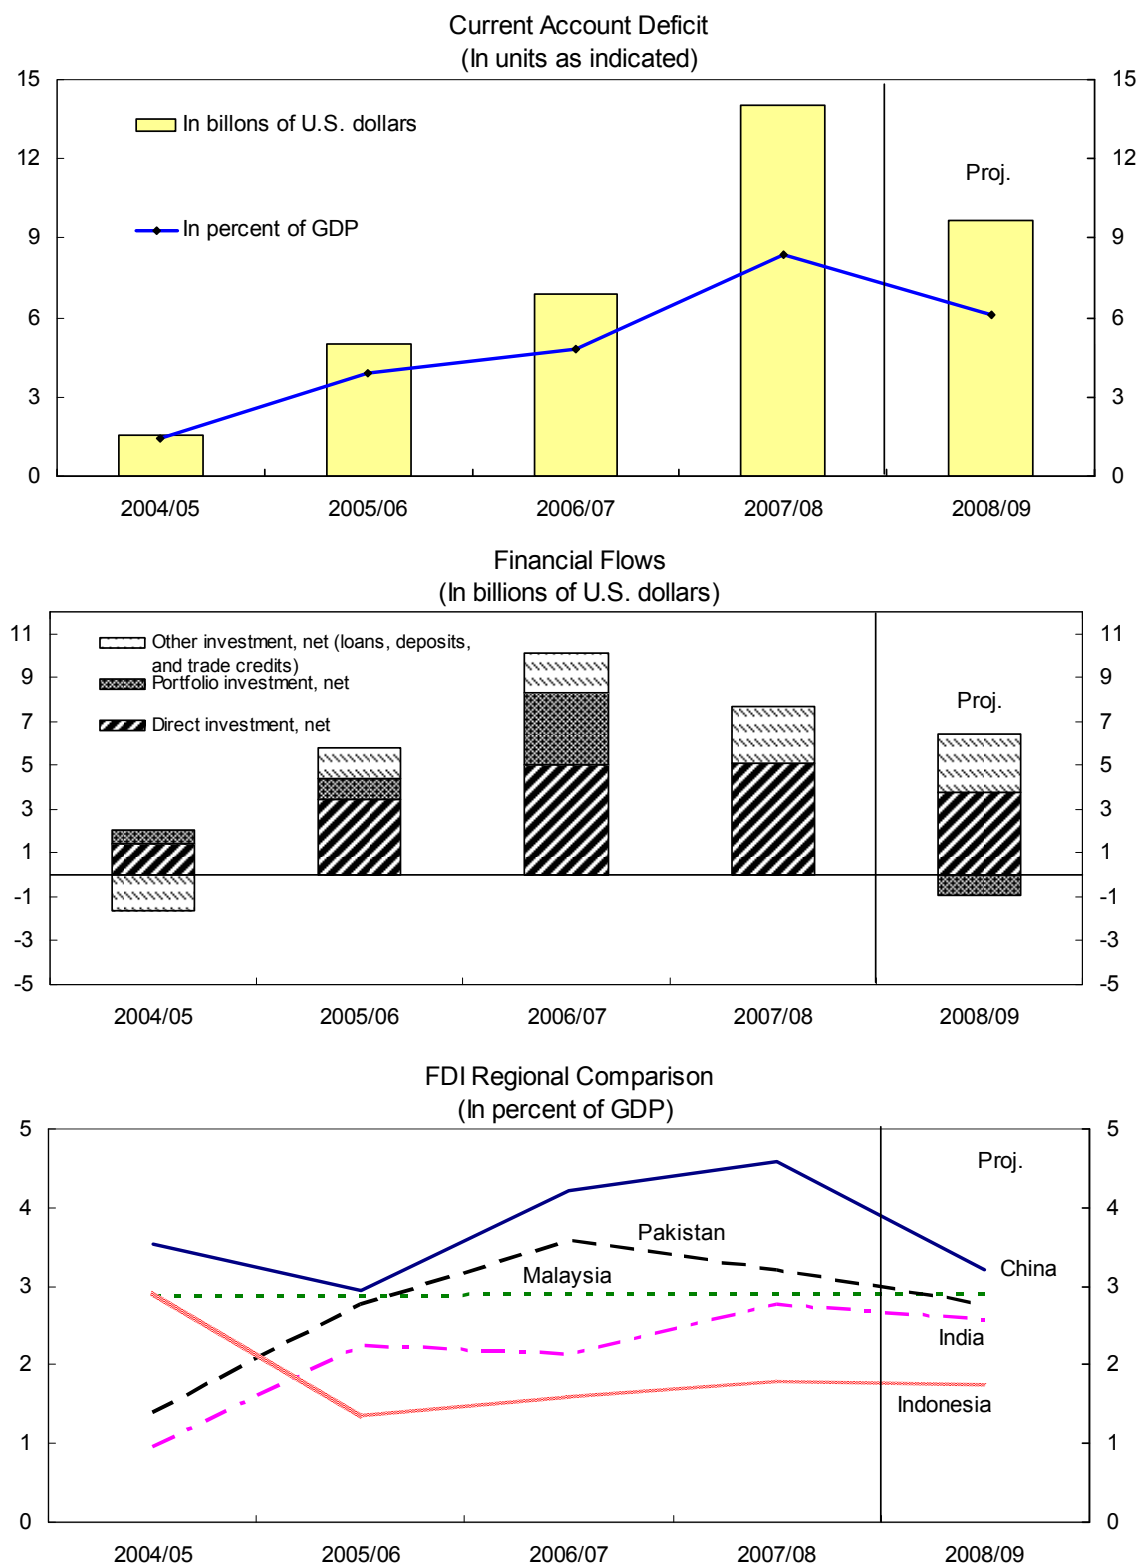 Current Account Deficit
(In units as indicated)
15 15
In billons of U.S. dollars
12 12
Proj.
In percent of GDP
9 9
6 6
3 3
0 0
2004/05 2005/06 2006/07 2007/08 2008/09
Financial Flows
(In billions of U.S. dollars)
11 11
Other investment, net (loans, deposits,
and trade credits)
9 9
Portfolio investment, net
Proj.
7 7
Direct investment, net
5 5
3 3
1 1
-1 -1
-3 -3
-5 -5
2004/05 2005/06 2006/07 2007/08 2008/09
FDI Regional Comparison
(In percent of GDP)
5 5
Proj.
4 4
Pakistan
Malaysia
China
3 3
India
2 2
Indonesia
1 1
0 0
2004/05 2005/06 2006/07 2007/08 2008/09